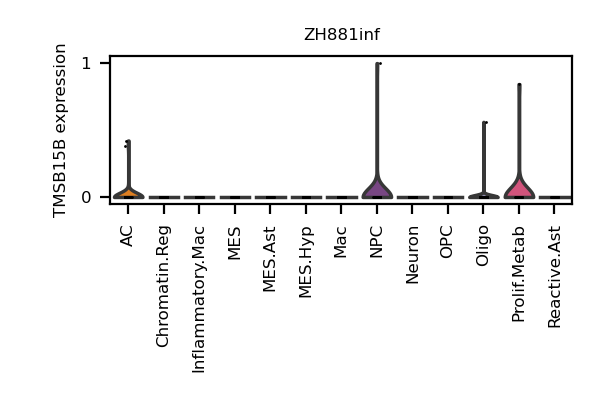 ZH881inf
TMSB15B expression
1
0
AC
Chromatin.Reg
Inflammatory.Mac
MES
MES.Ast
MES.Hyp
Mac
NPC
Neuron
OPC
Oligo
Prolif.Metab
Reactive.Ast